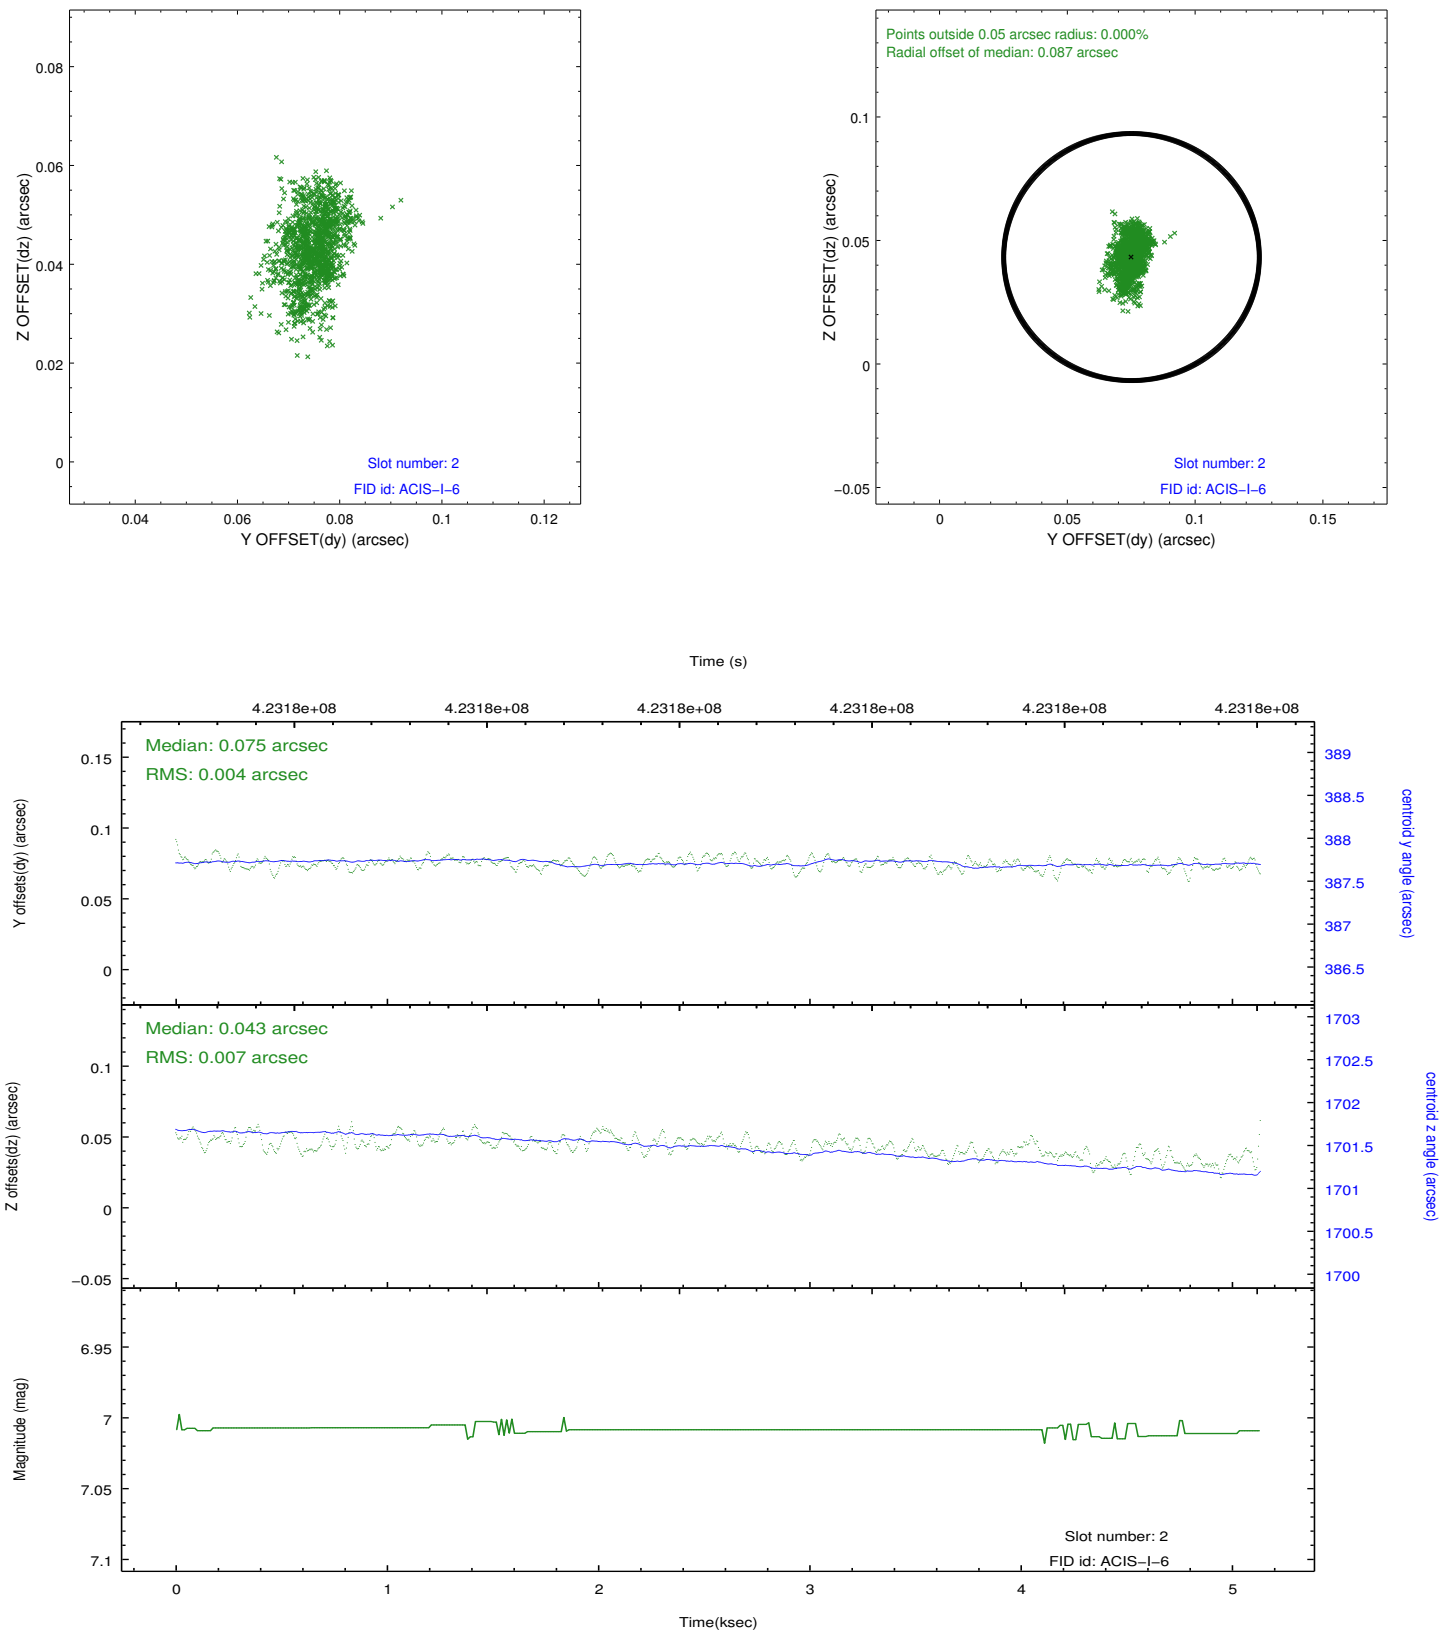 0.08
0.06
0.04
0.02
0
Z OFFSET(dz) (arcsec)
Slot number: 2
FID id: ACIS−I−6
0.04
0.06
0.08
0.1
0.12
Y OFFSET(dy) (arcsec)
Points outside 0.05 arcsec radius: 0.000%
Radial offset of median: 0.087 arcsec
0.1
0.05
0
−0.05
Z OFFSET(dz) (arcsec)
Slot number: 2
FID id: ACIS−I−6
0
0.05
0.1
0.15
Y OFFSET(dy) (arcsec)
Time (s)
4.2318e+08
4.2318e+08
4.2318e+08
4.2318e+08
4.2318e+08
4.2318e+08
Median: 0.075 arcsec
RMS: 0.004 arcsec
0.15
0.1
0.05
0
Y offsets(dy) (arcsec)
389
388.5
388
387.5
387
386.5
centroid y angle (arcsec)
Median: 0.043 arcsec
RMS: 0.007 arcsec
0.1
0.05
0
−0.05
Z offsets(dz) (arcsec)
1703
1702.5
1702
1701.5
1701
1700.5
1700
centroid z angle (arcsec)
6.95
7
7.05
7.1
Magnitude (mag)
Slot number: 2
FID id: ACIS−I−6
0
1
2
3
4
5
Time(ksec)